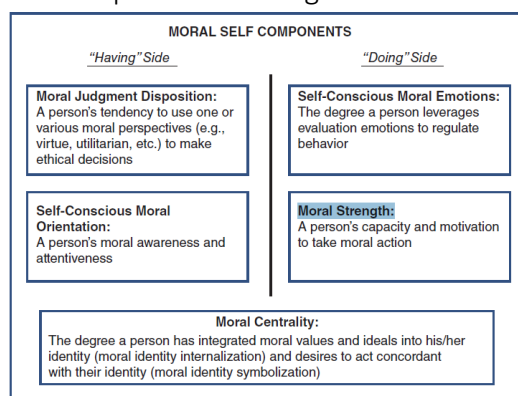 MORAL SELF COMPONENTS
“Having” Side
“Doing” Side
Moral Judgment Disposition:
A person’s tendency to use one or
various moral perspectives (e.g.,
virtue, utilitarian, etc.) to make
ethical decisions
Self-Conscious Moral Emotions:
The degree a person leverages
evaluation emotions to regulate
behavior
Self-Conscious Moral
Orientation:
A person’s moral awareness and
attentiveness
Moral Strength:
A person’s capacity and motivation
to take moral action
Moral Centrality:
The degree a person has integrated moral values and ideals into his/her
identity (moral identity internalization) and desires to act concordant
with their identity (moral identity symbolization)